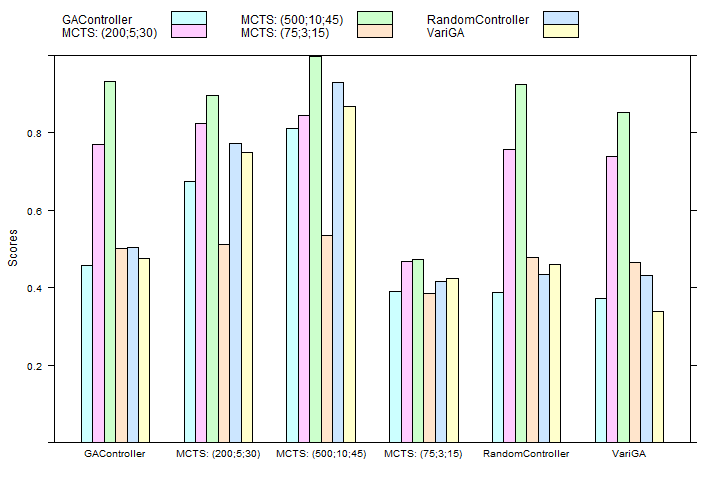 GAController
MCTS: (200;5;30)
MCTS: (500;10;45)
MCTS: (75;3;15)
RandomController
VariGA
Scores
0.8
0.6
0.4
0.2
GAController
MCTS: (200;5;30)
MCTS: (500;10;45)
MCTS: (75;3;15)
RandomController
VariGA